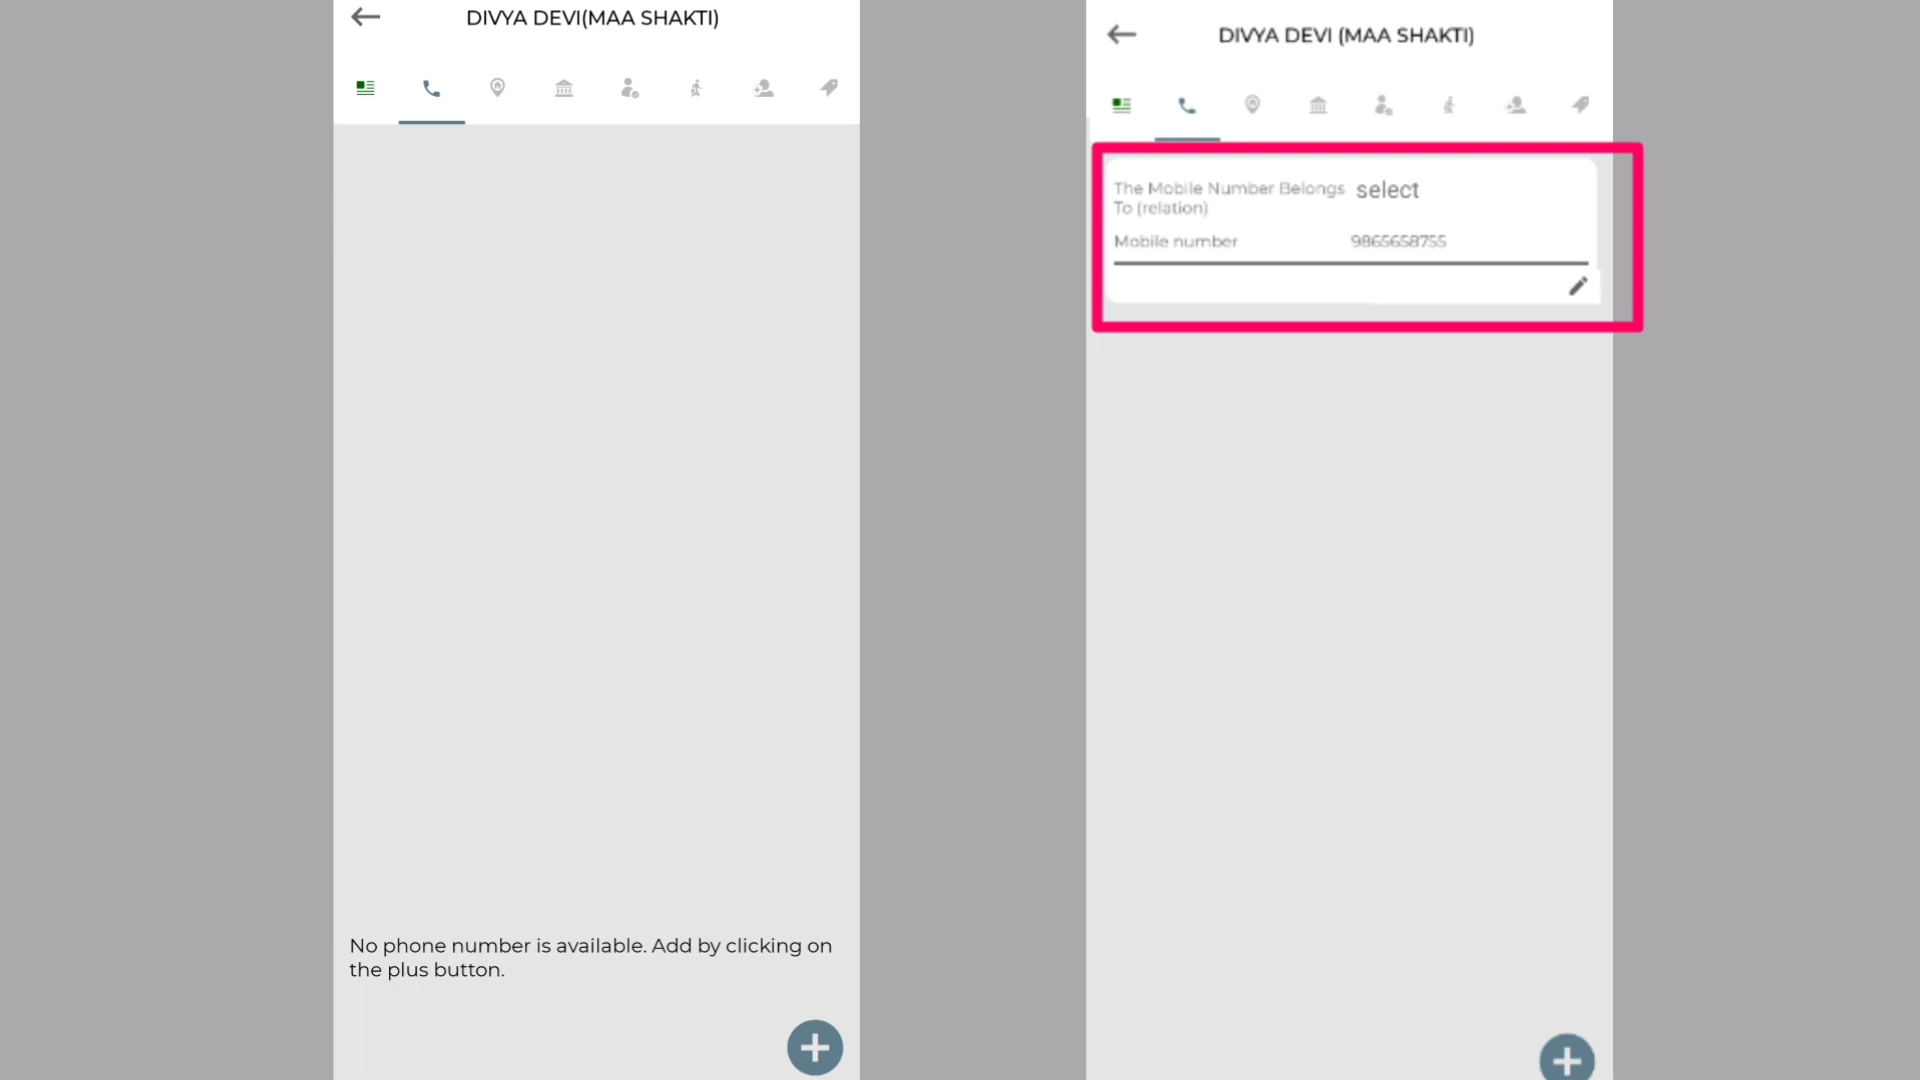 DIVYA DEVI(MAA SHAKTI)
No phone number is available. Add by clicking on
the plus button.
DIVYA DEVI (MAA SHAKTI)
The Mobile Number Belongs select
To (relation)
Mobile number 9865658755